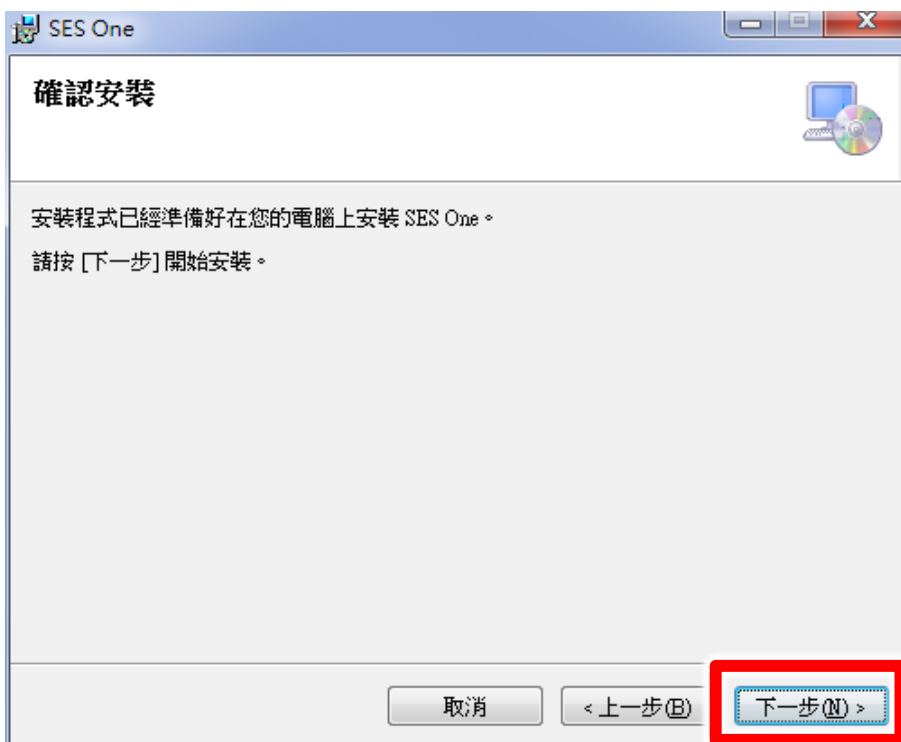 SES One
確認安裝
安裝程式已經準備好在您的電腦上安裝 SES One。
請按 [下一步] 開始安裝。
取消
<上一步(B)
下一步(N) >